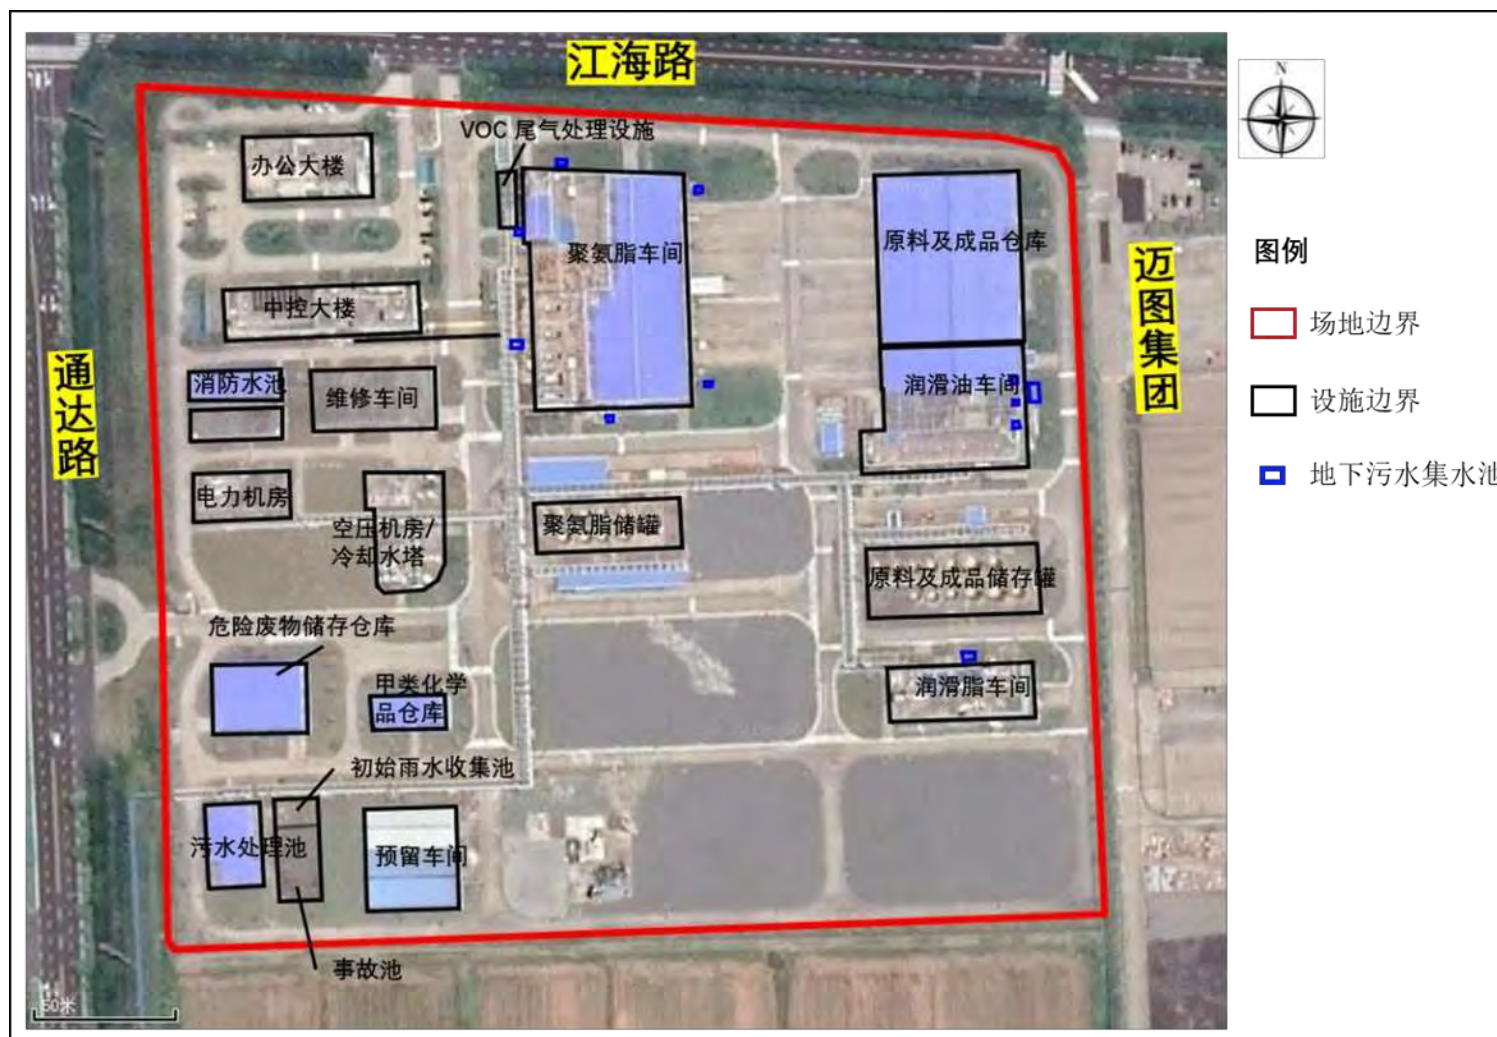 江海路
N
VOC 尾气处理设施
办公大楼
聚氨脂车间
原料及成品仓库
迈图集团
图例
中控大楼
场地边界
通达路
消防水池
维修车间
润滑油车间
设施边界
电力机房
空压机房/
冷却水塔
聚氨脂储罐
地下污水集水池
原料及成品储存罐
危险废物储存仓库
甲类化学
品仓库
润滑脂车间
初始雨水收集池
污水处理池
预留车间
事故池
50米